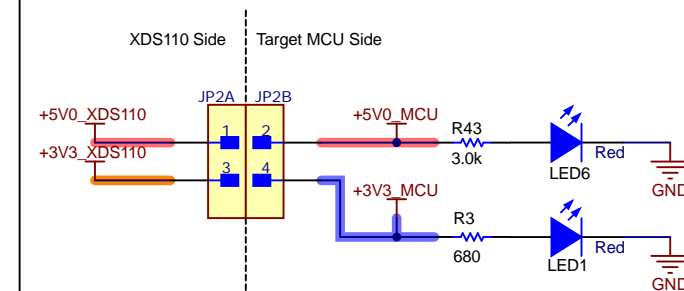 XDS110 Side
Target MCU Side
JP2A
JP2B
+5V0_XDS110
+5V0_MCU
1
2
R43
3.0k
Red
LED6
GND
+3V3_XDS110
3
4
+3V3_MCU
R3
680
Red
LED1
GND